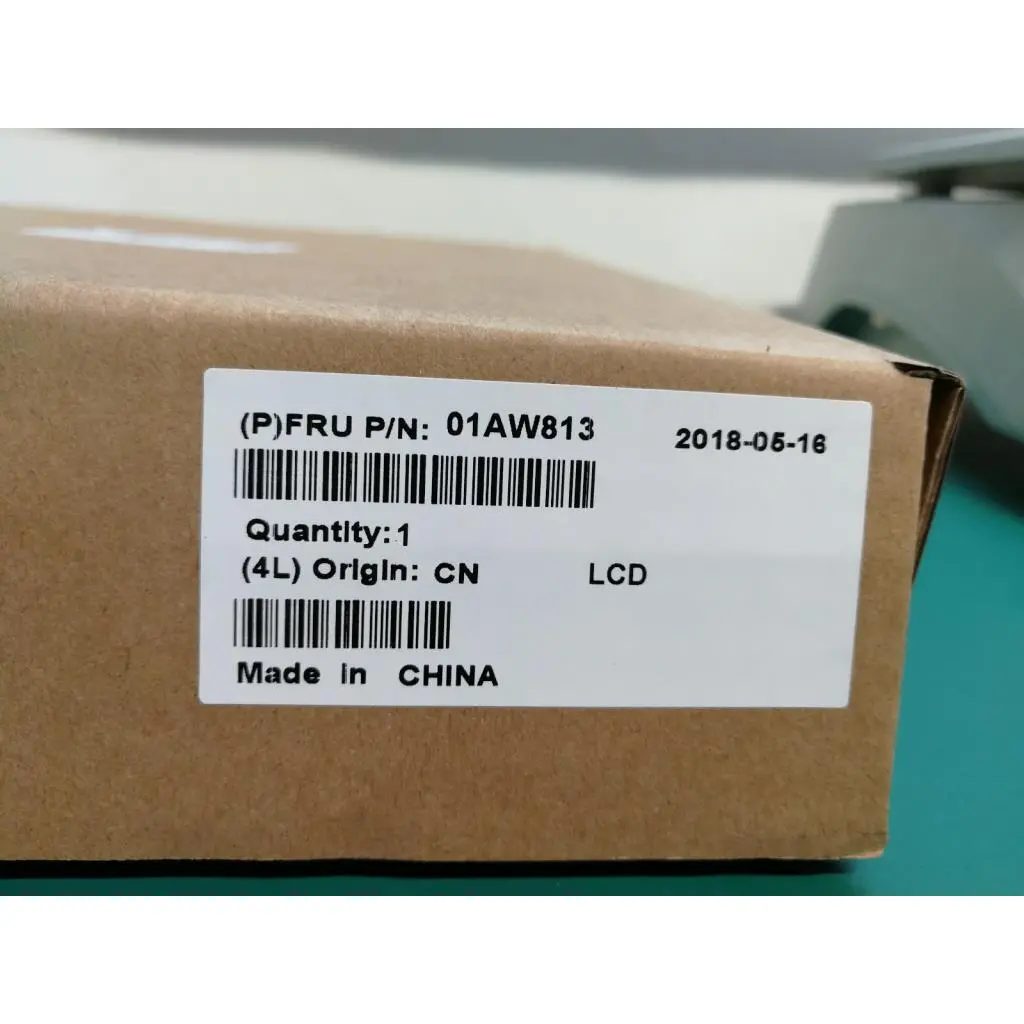 (P)FRU P/N: 01AW813 2018-05-16
Quantity:1
(4L) Origin: CN LCD
Made in CHINA